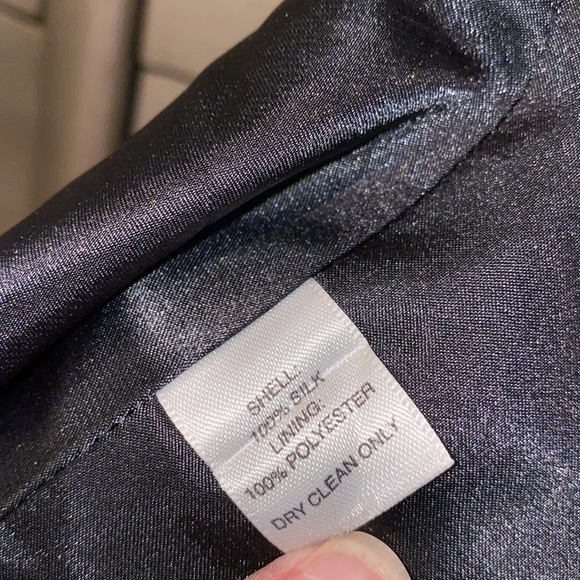 SHELL:
100% SILK
LINING:
100% POLYESTER
DRY CLEAN ONLY